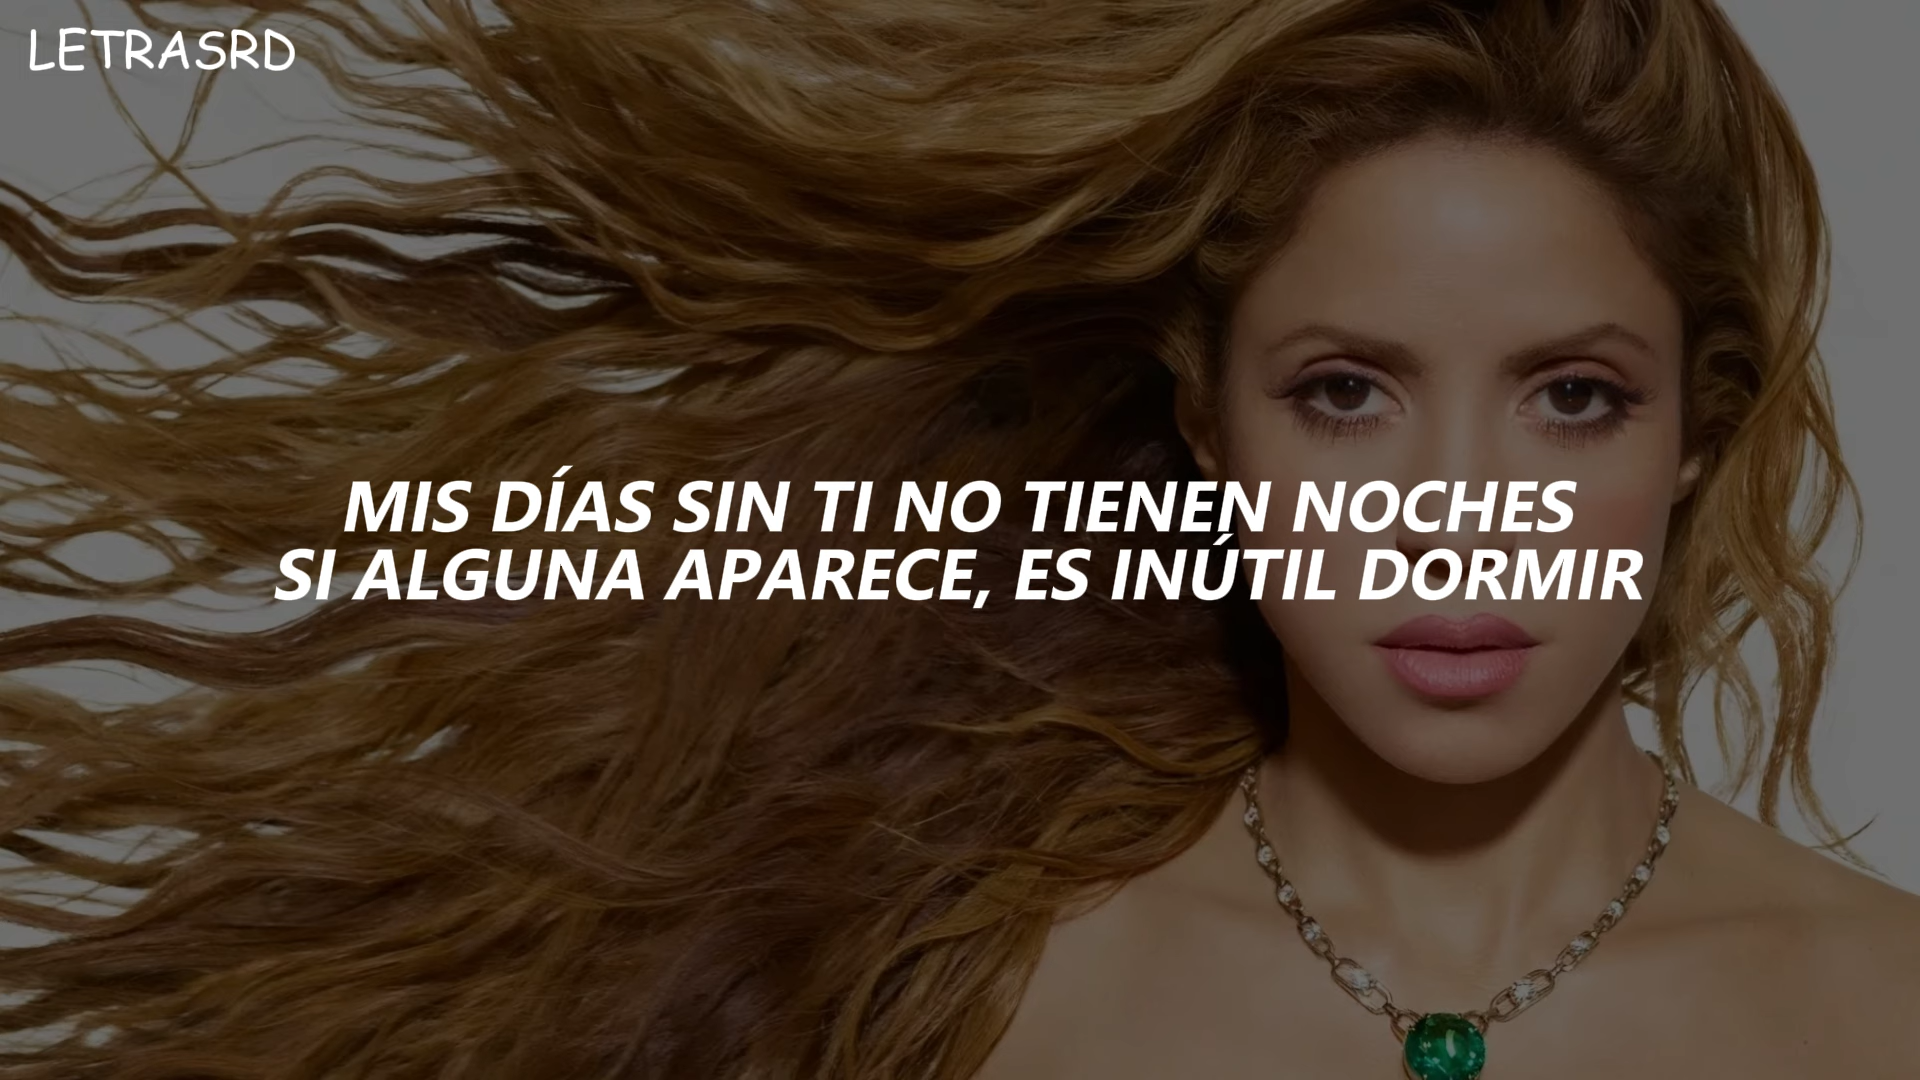 LETRASRD
MIS DÍAS SIN TI NO TIENEN NOCHES
SI ALGUNA APARECE, ES INÚTIL DORMIR